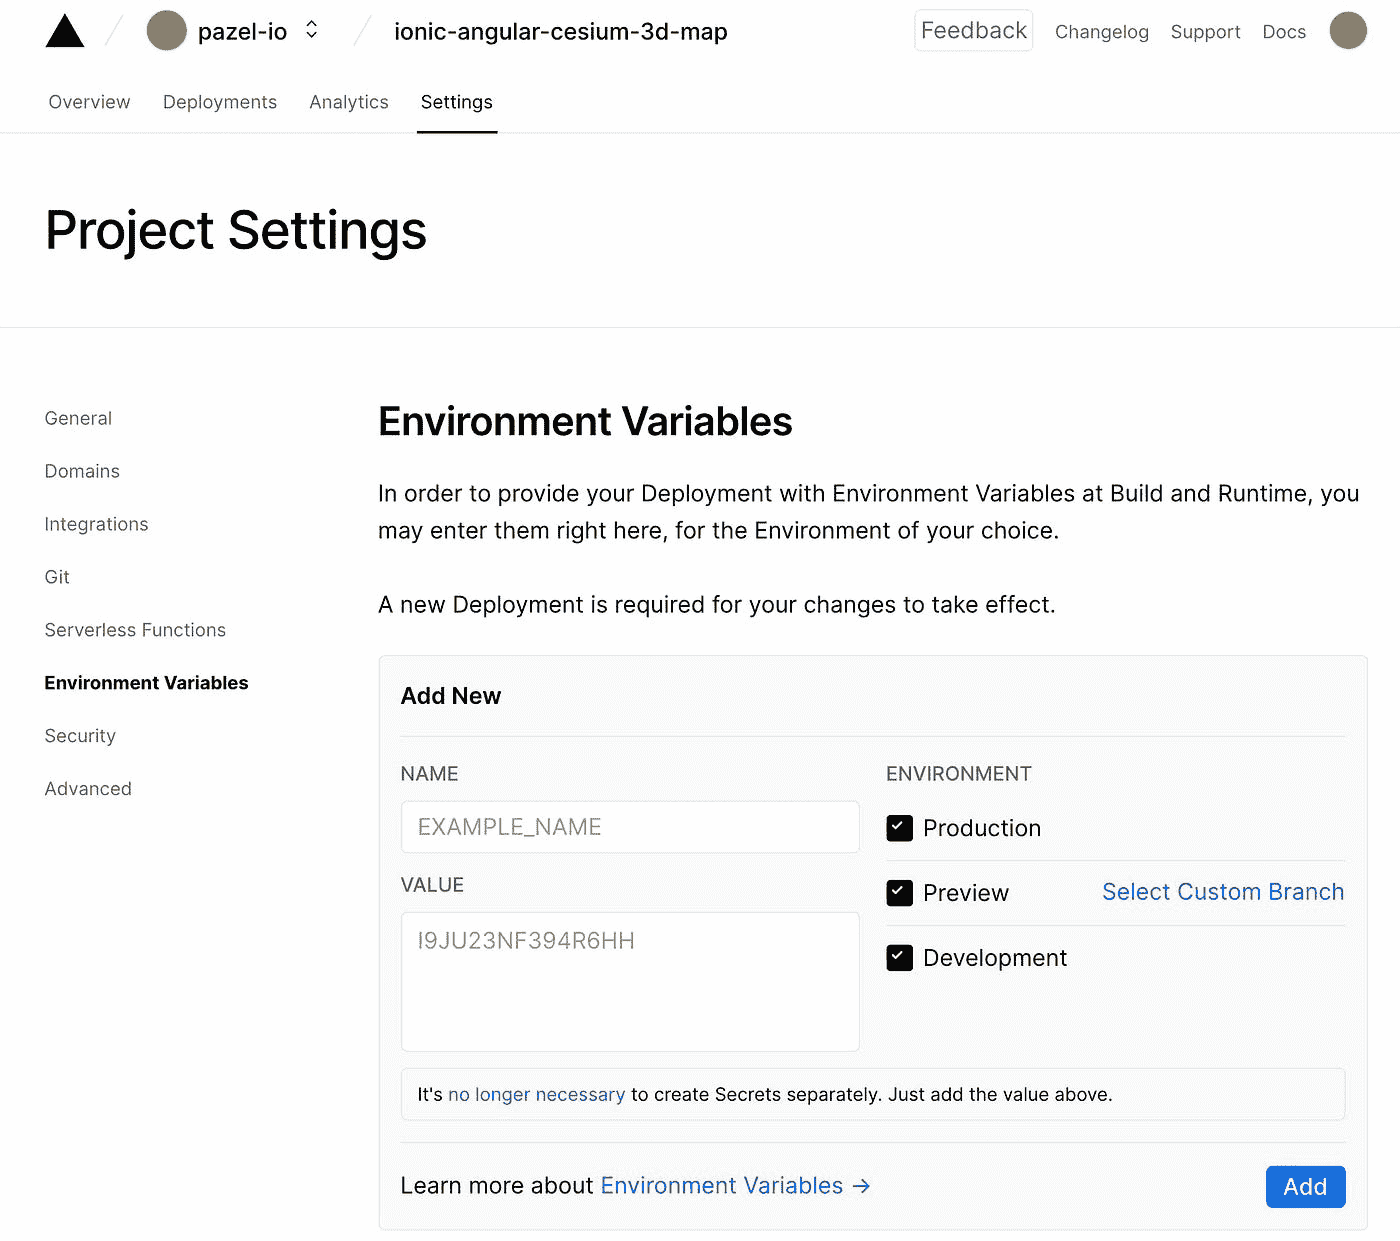 pazel-io
ionic-angular-cesium-3d-map
Feedback
Changelog
Support
Docs
Overview
Deployments
Analytics
Settings
Project Settings
General
Domains
Integrations
Git
Serverless Functions
Environment Variables
Security
Advanced
Environment Variables
In order to provide your Deployment with Environment Variables at Build and Runtime, you
may enter them right here, for the Environment of your choice.
A new Deployment is required for your changes to take effect.
Add New
NAME
EXAMPLE_NAME
VALUE
I9JU23NF394R6HH
ENVIRONMENT
Production
Preview
Select Custom Branch
Development
It's no longer necessary to create Secrets separately. Just add the value above.
Learn more about Environment Variables →
Add